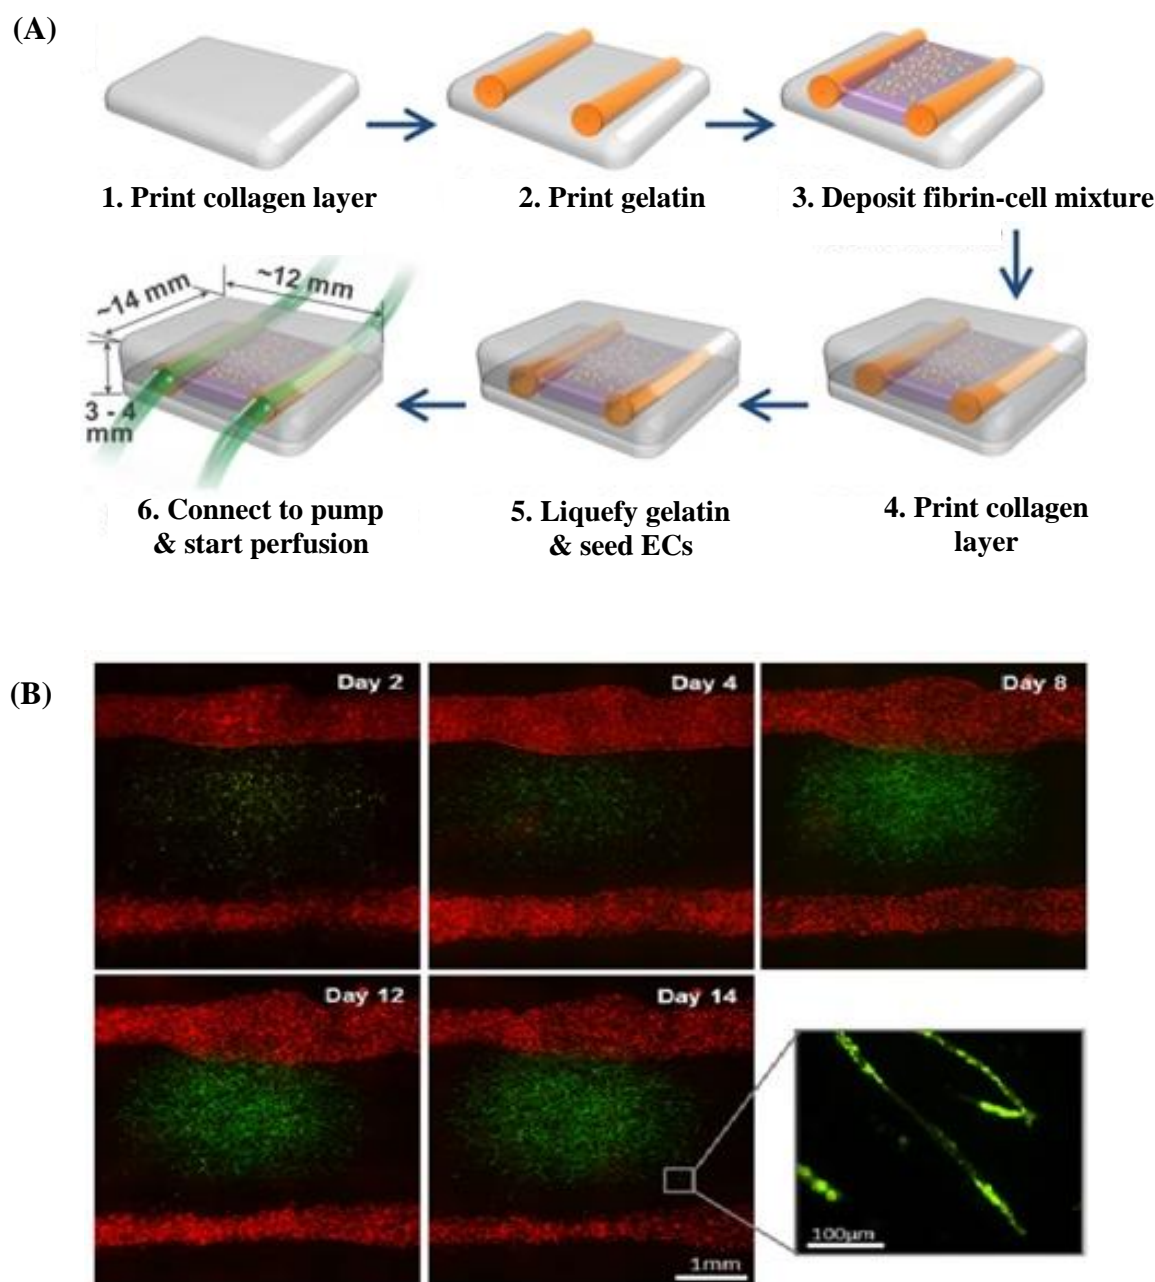 (A)
1. Print collagen layer
2. Print gelatin
3. Deposit fibrin-cell mixture
~14 mm
~12 mm
3 - 4
mm
6. Connect to pump
& start perfusion
5. Liquefy gelatin
& seed ECs
4. Print collagen
layer
(B)
Day 2
Day 4
Day 8
Day 12
Day 14
1mm
100µm